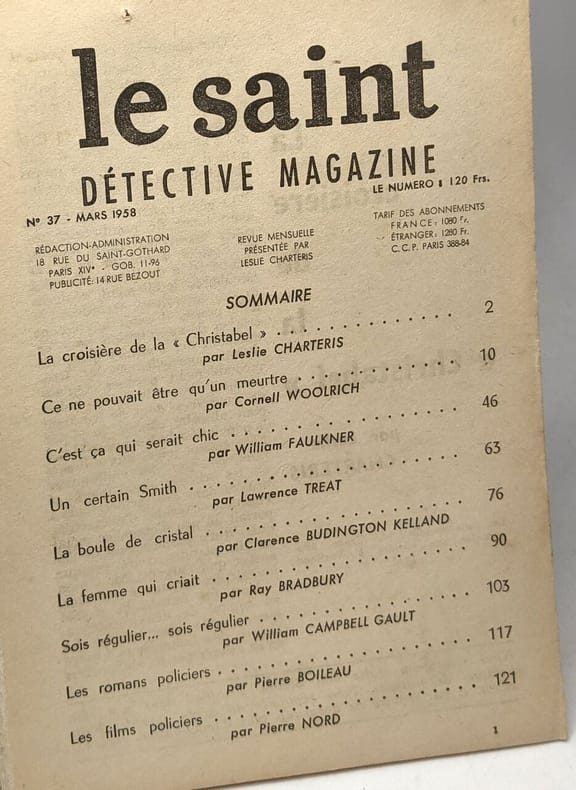 le saint
DÉTECTIVE MAGAZINE
N° 37 - MARS 1958
LE NUMERO : 120 Frs.
RÉDACTION-ADMINISTRATION
18 RUE DU SAINT-GOTHARD
PARIS XIVᵉ - GOB. 11-96
PUBLICITÉ: 14 RUE BEZOUT
REVUE MENSUELLE
PRÉSENTÉE PAR
LESLIE CHARTERIS
TARIF DES ABONNEMENTS
FRANCE : 1080 Fr.
ÉTRANGER : 1280 Fr.
C.C.P. PARIS 388-84
SOMMAIRE
La croisière de la « Christabel » . . . . . . . . . . . . . 2
par Leslie CHARTERIS
Ce ne pouvait être qu'un meurtre . . . . . . . . . . . . 10
par Cornell WOOLRICH
C'est ça qui serait chic . . . . . . . . . . . . . . . . . 46
par William FAULKNER
Un certain Smith . . . . . . . . . . . . . . . . . . . . 63
par Lawrence TREAT
La boule de cristal . . . . . . . . . . . . . . . . . . . 76
par Clarence BUDINGTON KELLAND
La femme qui criait . . . . . . . . . . . . . . . . . . . 90
par Ray BRADBURY
Sois régulier... sois régulier . . . . . . . . . . . . . . . 103
par William CAMPBELL GAULT
Les romans policiers . . . . . . . . . . . . . . . . . . . 117
par Pierre BOILEAU
Les films policiers . . . . . . . . . . . . . . . . . . . . 121
par Pierre NORD
1